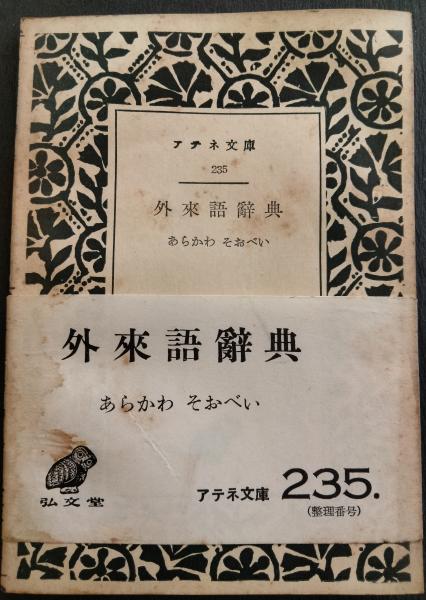 アテネ文庫
235
外來語辭典
あらかわ そおべい
外來語辭典
あらかわ そおべい
弘文堂
アテネ文庫 235.
(整理番号)